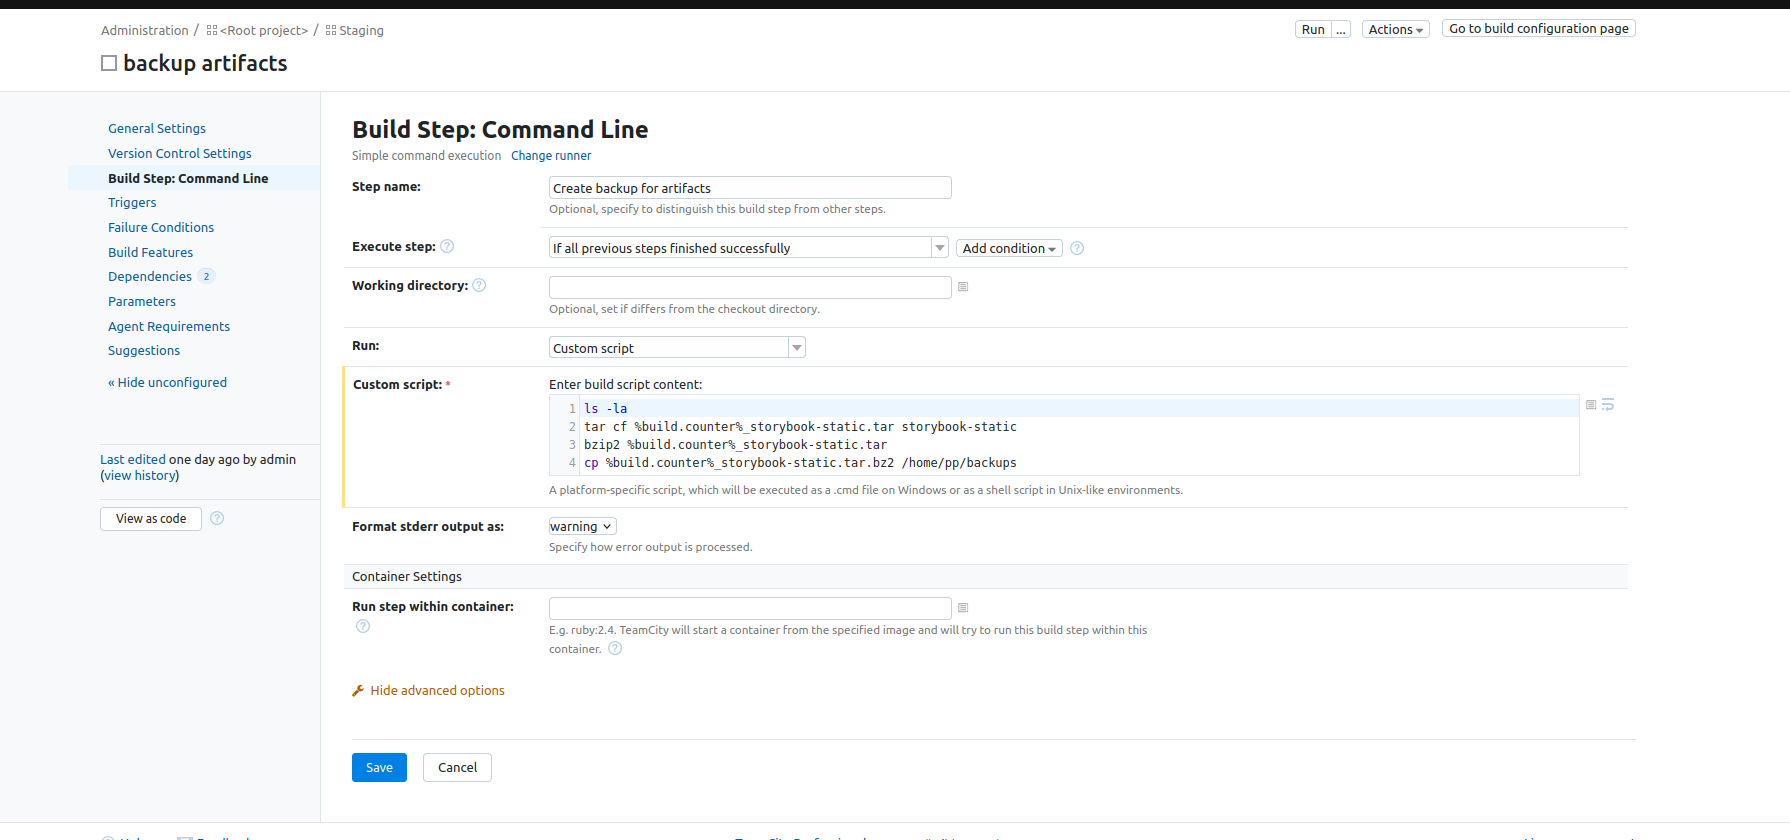 Administration / <Root project> / Staging
Run ... Actions Go to build configuration page
backup artifacts
General Settings
Version Control Settings
Build Step: Command Line
Triggers
Failure Conditions
Build Features
Dependencies 2
Parameters
Agent Requirements
Suggestions
« Hide unconfigured
Last edited one day ago by admin
(view history)
View as code ?
Build Step: Command Line
Simple command execution Change runner
Step name: Create backup for artifacts
Optional, specify to distinguish this build step from other steps.
Execute step: ? If all previous steps finished successfully Add condition ?
Working directory: ?
Optional, set if differs from the checkout directory.
Run: Custom script
Custom script: * Enter build script content:
1 ls -la
2 tar cf %build.counter%_storybook-static.tar storybook-static
3 bzip2 %build.counter%_storybook-static.tar
4 cp %build.counter%_storybook-static.tar.bz2 /home/pp/backups
A platform-specific script, which will be executed as a .cmd file on Windows or as a shell script in Unix-like environments.
Format stderr output as: warning
Specify how error output is processed.
Container Settings
Run step within container:
?
E.g. ruby:2.4. TeamCity will start a container from the specified image and will try to run this build step within this
container. ?
Hide advanced options
Save Cancel